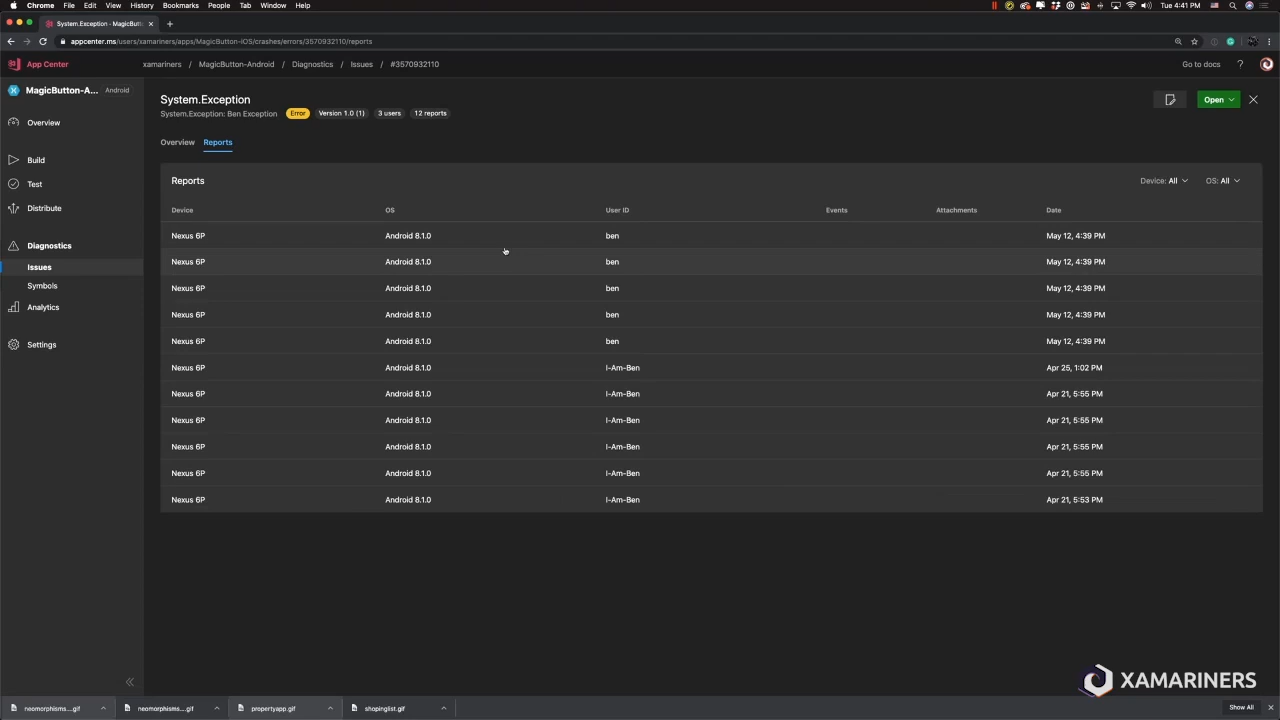 Chrome File Edit View History Bookmarks People Tab Window Help Tue 4:41 PM
System.Exception - MagicButto
appcenter.ms/users/xamariners/apps/MagicButton-iOS/crashes/errors/3570932110/reports
App Center xamariners / MagicButton-Android / Diagnostics / Issues / #3570932110 Go to docs ?
MagicButton-A... Android
Overview
Build
Test
Distribute
Diagnostics
Issues
Symbols
Analytics
Settings
System.Exception
System.Exception: Ben Exception Error Version 1.0 (1) 3 users 12 reports
Open
Overview Reports
Reports Device: All OS: All
Device OS User ID Events Attachments Date
Nexus 6P Android 8.1.0 ben May 12, 4:39 PM
Nexus 6P Android 8.1.0 ben May 12, 4:39 PM
Nexus 6P Android 8.1.0 ben May 12, 4:39 PM
Nexus 6P Android 8.1.0 ben May 12, 4:39 PM
Nexus 6P Android 8.1.0 ben May 12, 4:39 PM
Nexus 6P Android 8.1.0 I-Am-Ben Apr 25, 1:02 PM
Nexus 6P Android 8.1.0 I-Am-Ben Apr 21, 5:55 PM
Nexus 6P Android 8.1.0 I-Am-Ben Apr 21, 5:55 PM
Nexus 6P Android 8.1.0 I-Am-Ben Apr 21, 5:55 PM
Nexus 6P Android 8.1.0 I-Am-Ben Apr 21, 5:55 PM
Nexus 6P Android 8.1.0 I-Am-Ben Apr 21, 5:53 PM
XAMARINERS
neomorphisms....gif neomorphisms....gif propertyapp.gif shopinglist.gif Show All